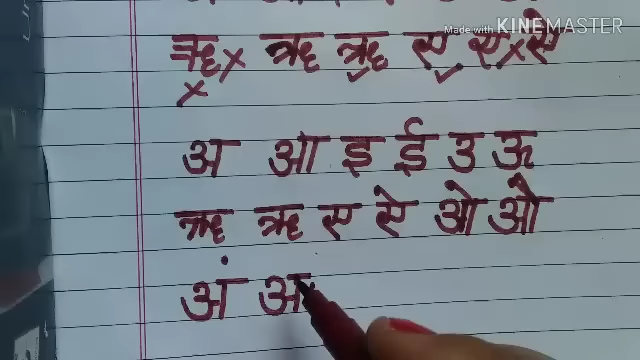 Made with KINEMASTER
ऋ x ऋ ऋ ए ए x ऐ
x
अ आ इ ई उ ऊ
ऋ ऋ ए ऐ ओ औ
अं अ